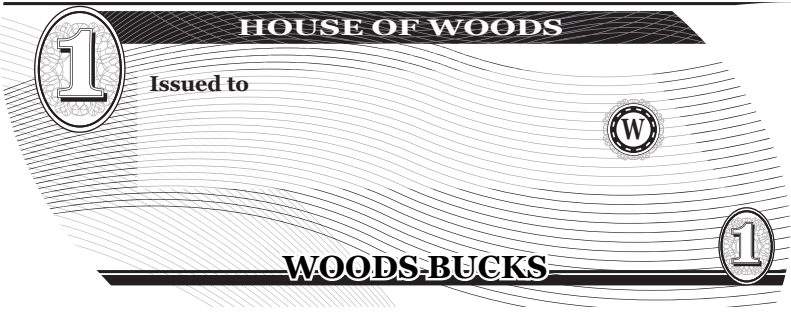 HOUSE OF WOODS
1
Issued to
W
1
WOODS BUCKS